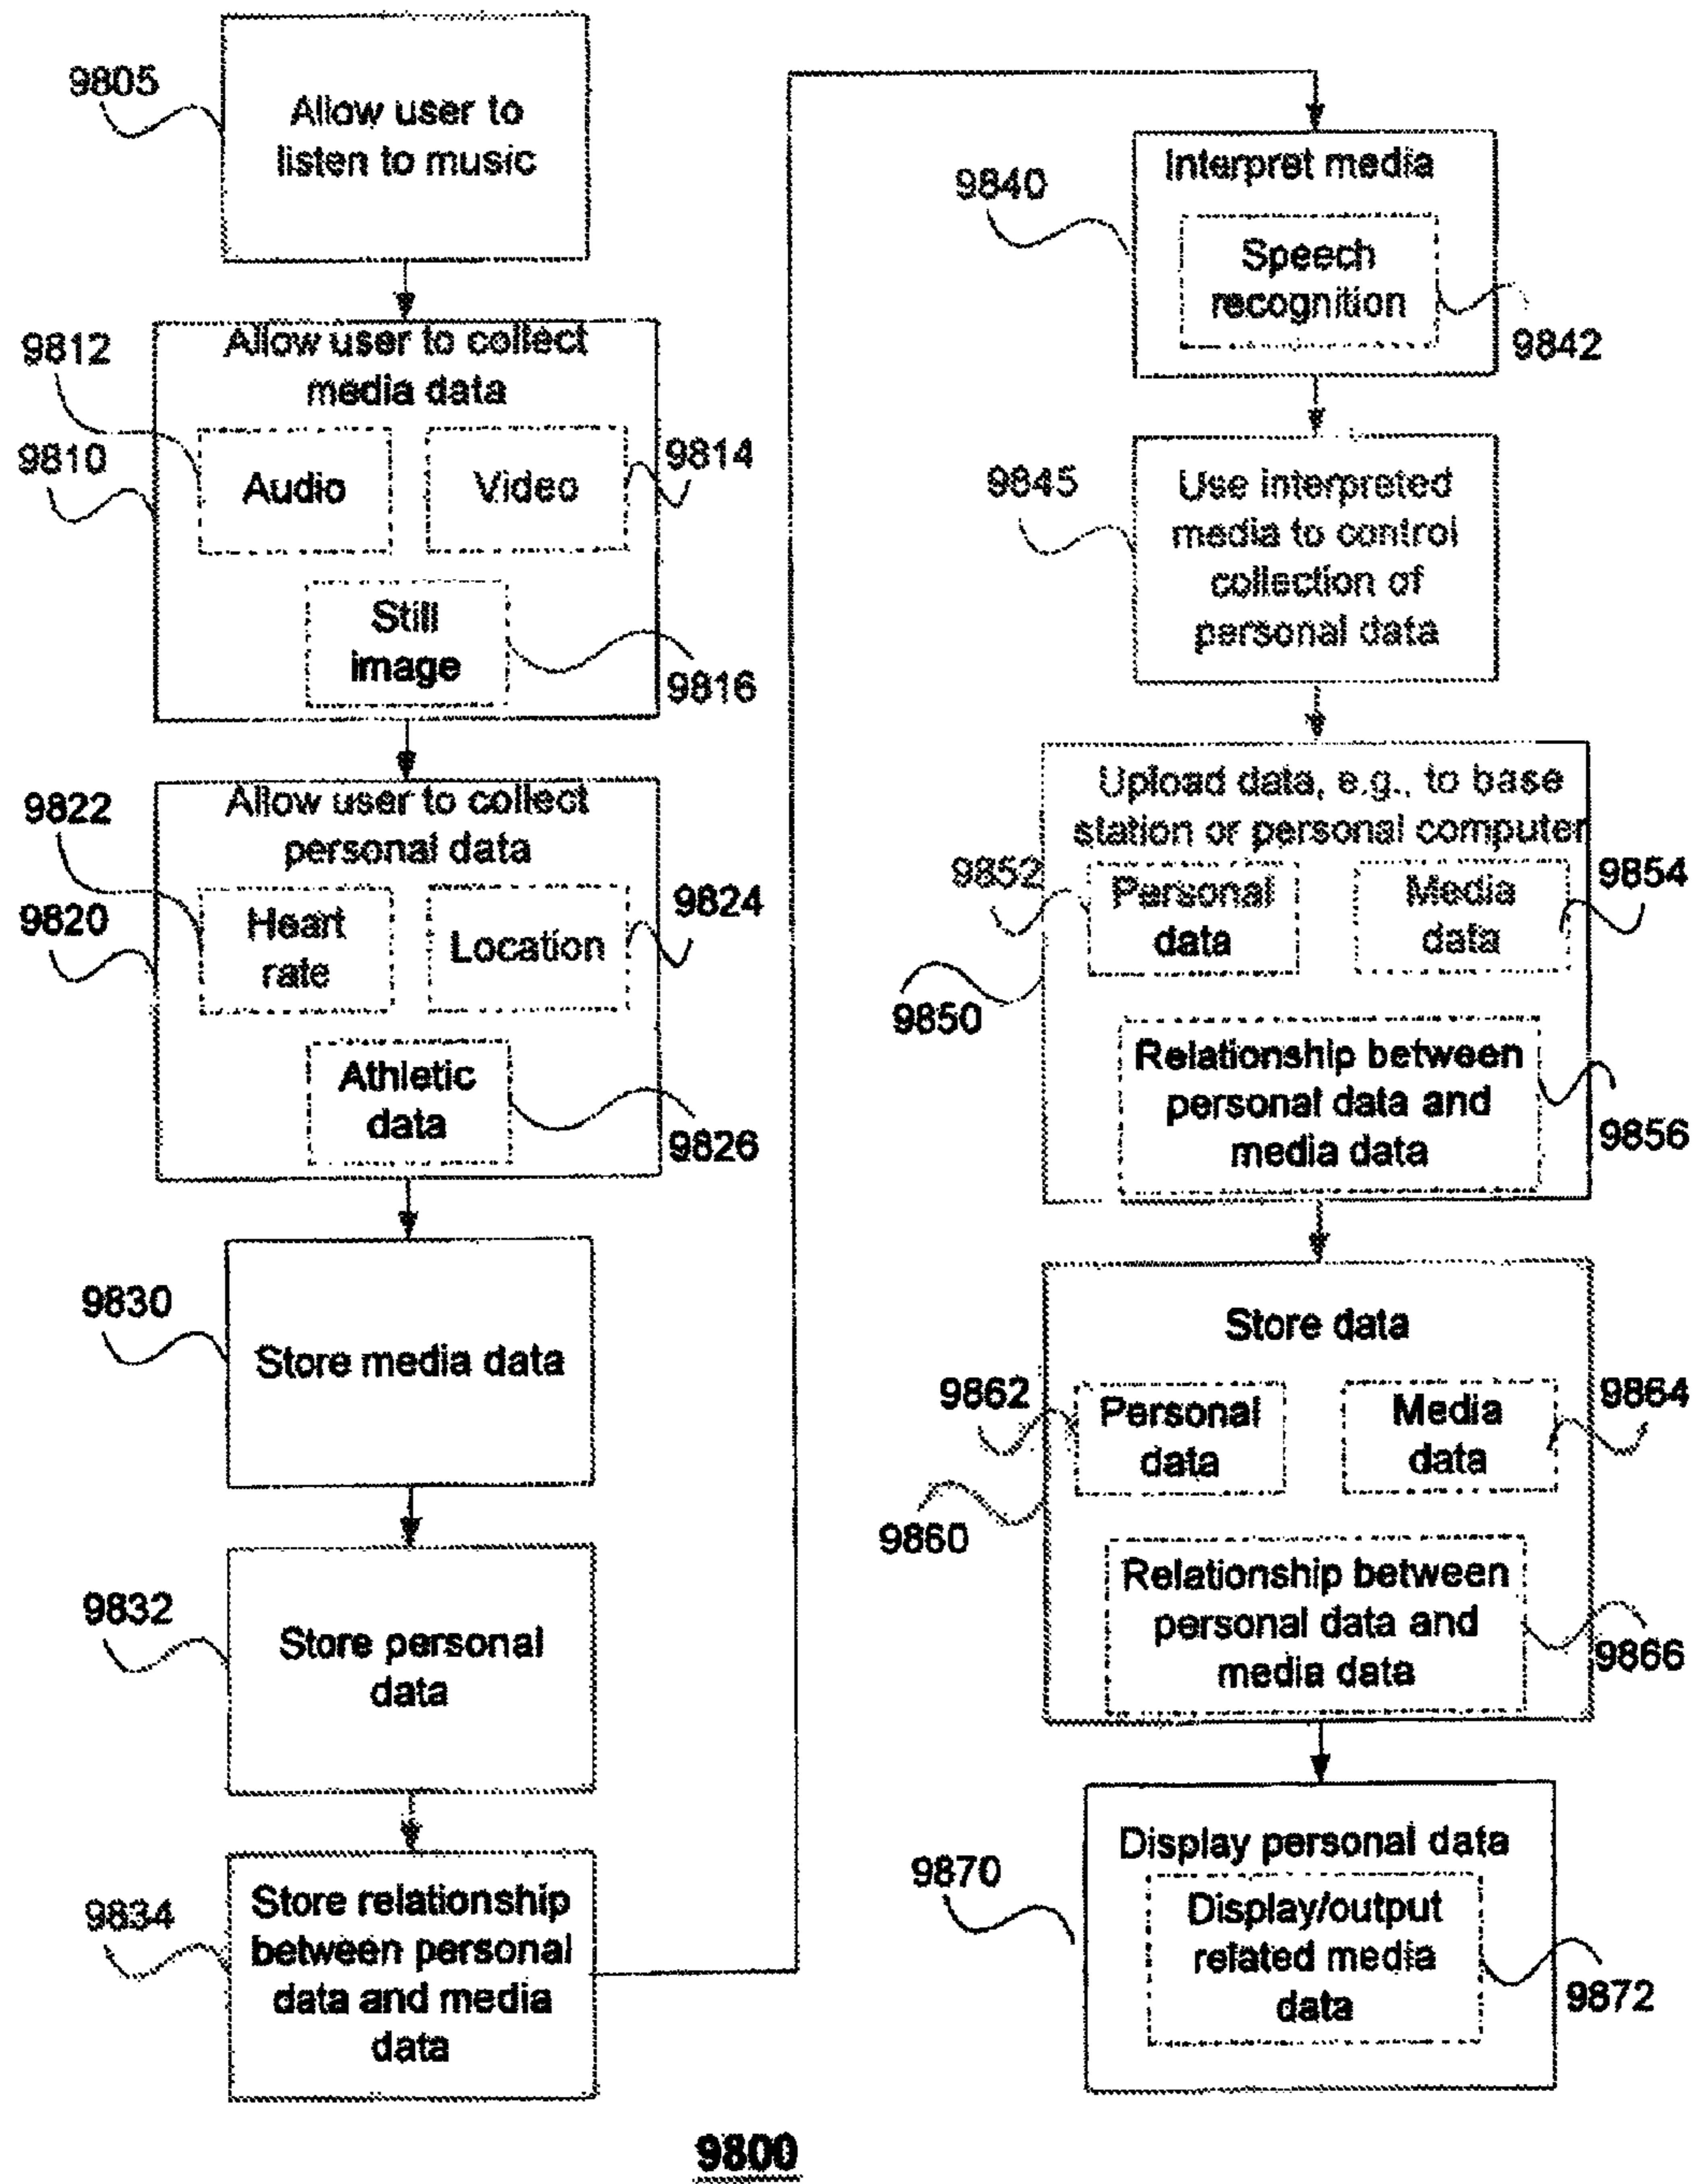 9805
Allow user to
listen to music
9812
9810
Allow user to collect
media data
Audio
Video
9814
Still
image
9816
9822
9820
Allow user to collect
personal data
Heart
rate
Location
9824
Athletic
data
9826
9830
Store media data
9832
Store personal
data
9834
Store relationship
between personal
data and media
data
9840
Interpret media
Speech
recognition
9842
9845
Use interpreted
media to control
collection of
personal data
Upload data, e.g., to base
station or personal computer
9852
Personal
data
Media
data
9854
9850
Relationship between
personal data and
media data
9856
Store data
9862
Personal
data
Media
data
9864
9860
Relationship between
personal data and
media data
9866
9870
Display personal data
Display/output
related media
data
9872
9800